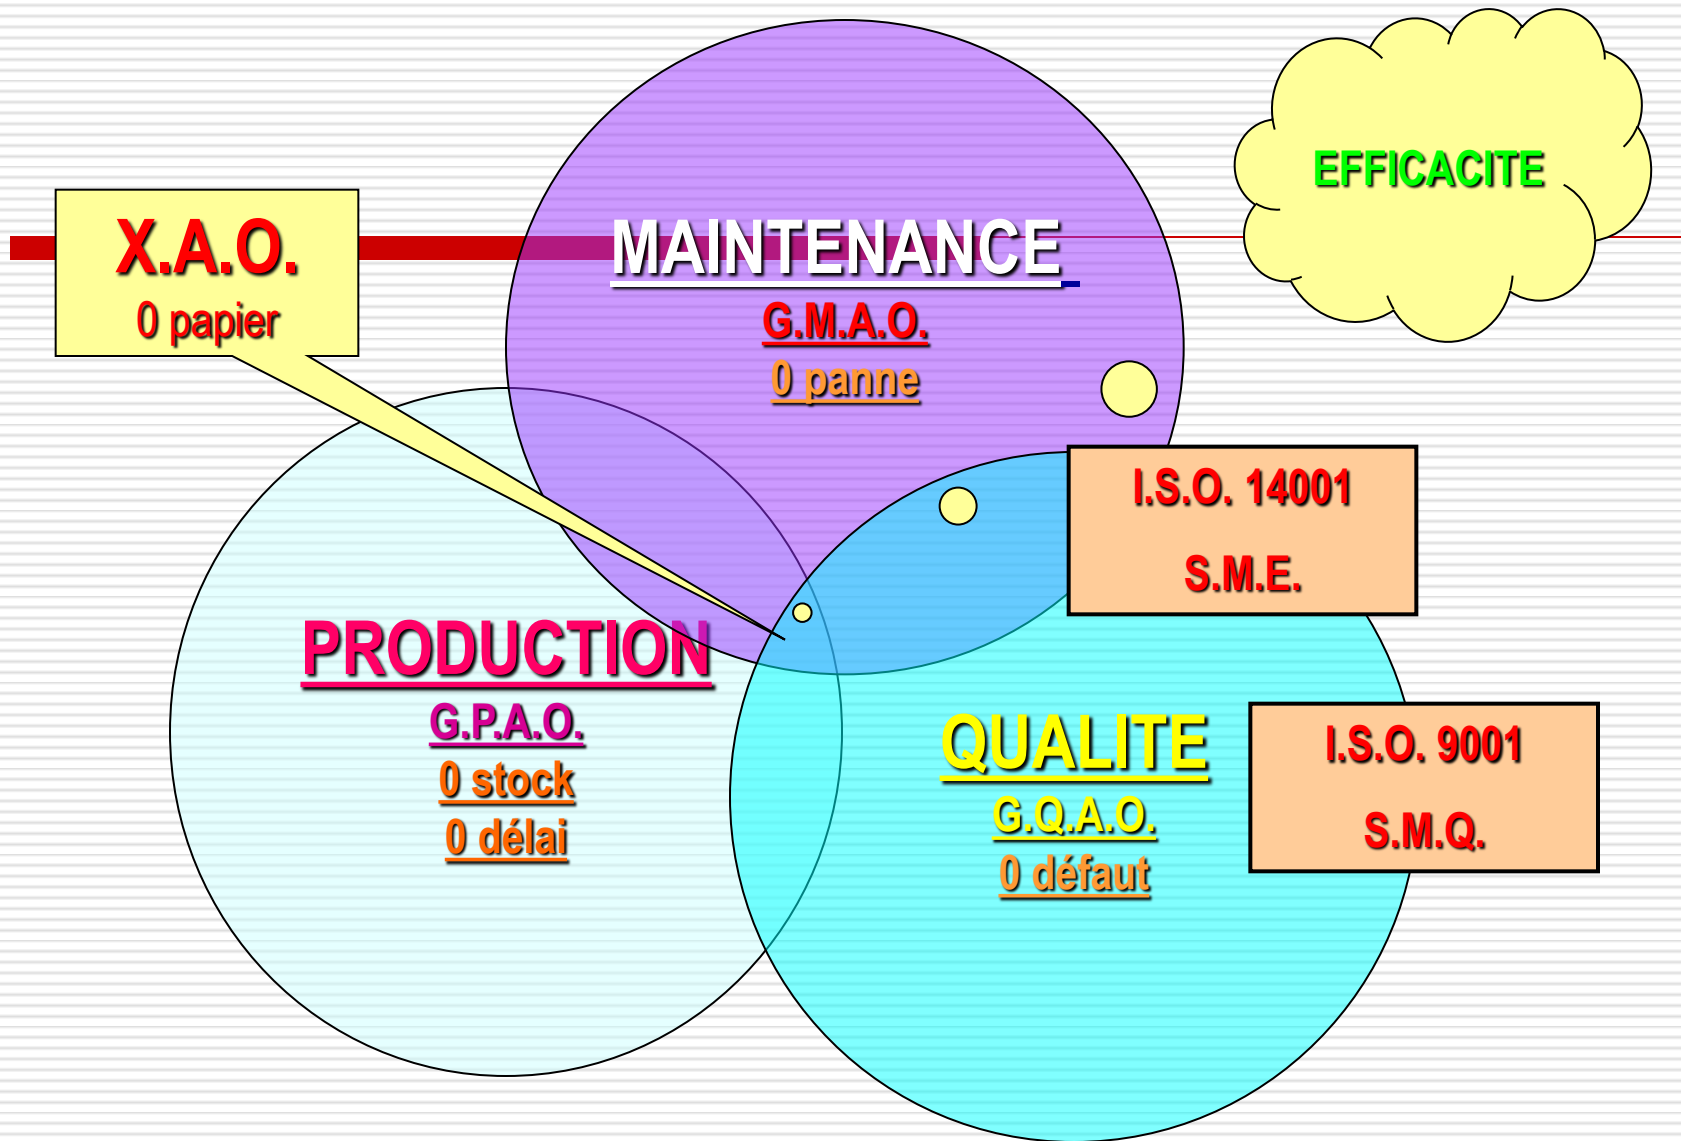 EFFICACITE
X.A.O.
0 papier
MAINTENANCE
G.M.A.O.
0 panne
I.S.O. 14001
S.M.E.
PRODUCTION
G.P.A.O.
0 stock
0 délai
QUALITE
G.Q.A.O.
0 défaut
I.S.O. 9001
S.M.Q.